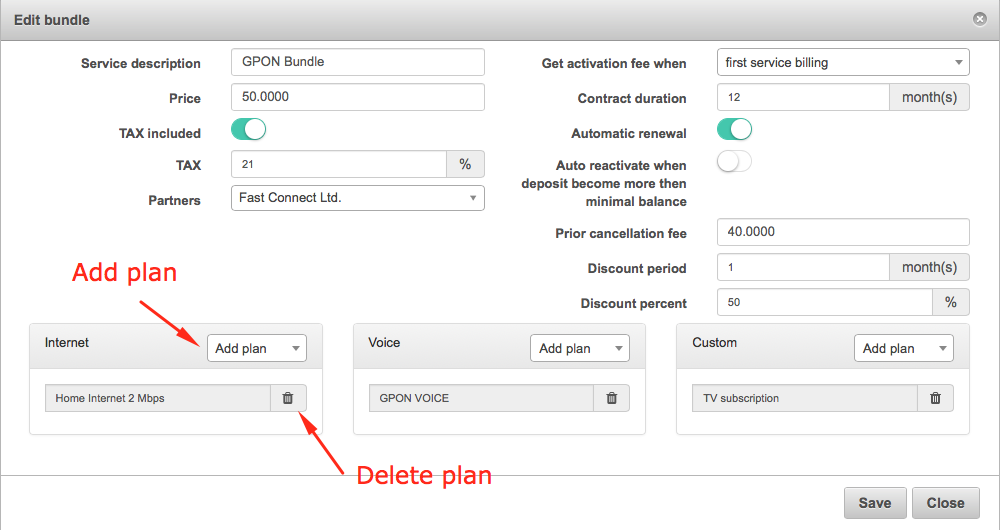 Edit bundle
Service description GPON Bundle
Price 50.0000
TAX included
TAX 21 %
Partners Fast Connect Ltd.
Get activation fee when first service billing
Contract duration 12 month(s)
Automatic renewal
Auto reactivate when
deposit become more then
minimal balance
Prior cancellation fee 40.0000
Discount period 1 month(s)
Discount percent 50 %
Add plan
Internet Add plan
Home Internet 2 Mbps
Voice Add plan
GPON VOICE
Custom Add plan
TV subscription
Delete plan
Save Close